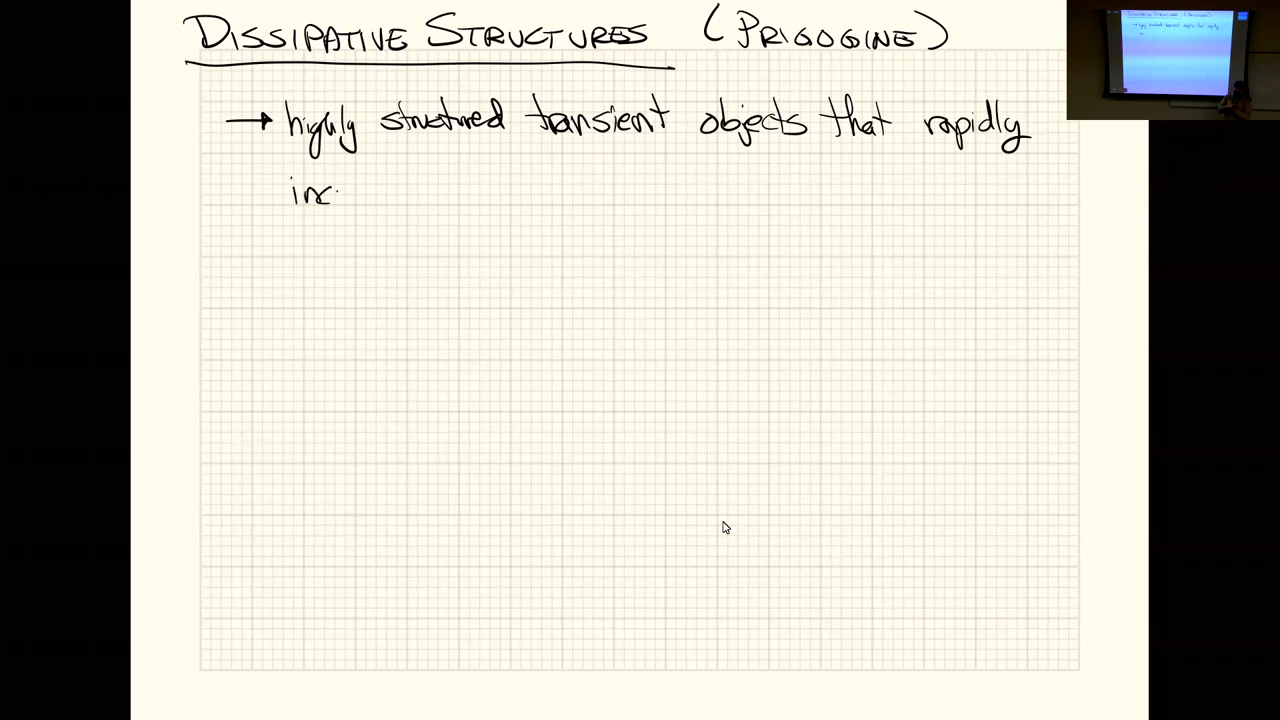 DISSIPATIVE STRUCTURES (PRIGOGINE)
→ highly structured transient objects that rapidly
inc